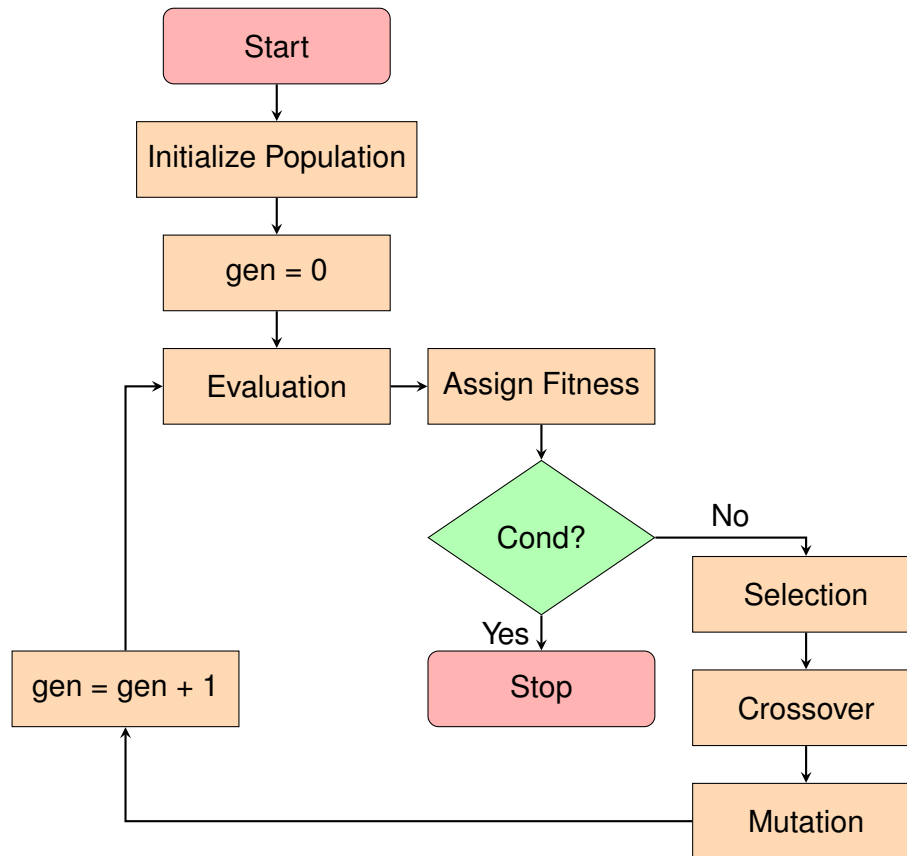 Start
Initialize Population
gen = 0
Evaluation
Assign Fitness
Cond?
No
Selection
Yes
Stop
gen = gen + 1
Crossover
Mutation